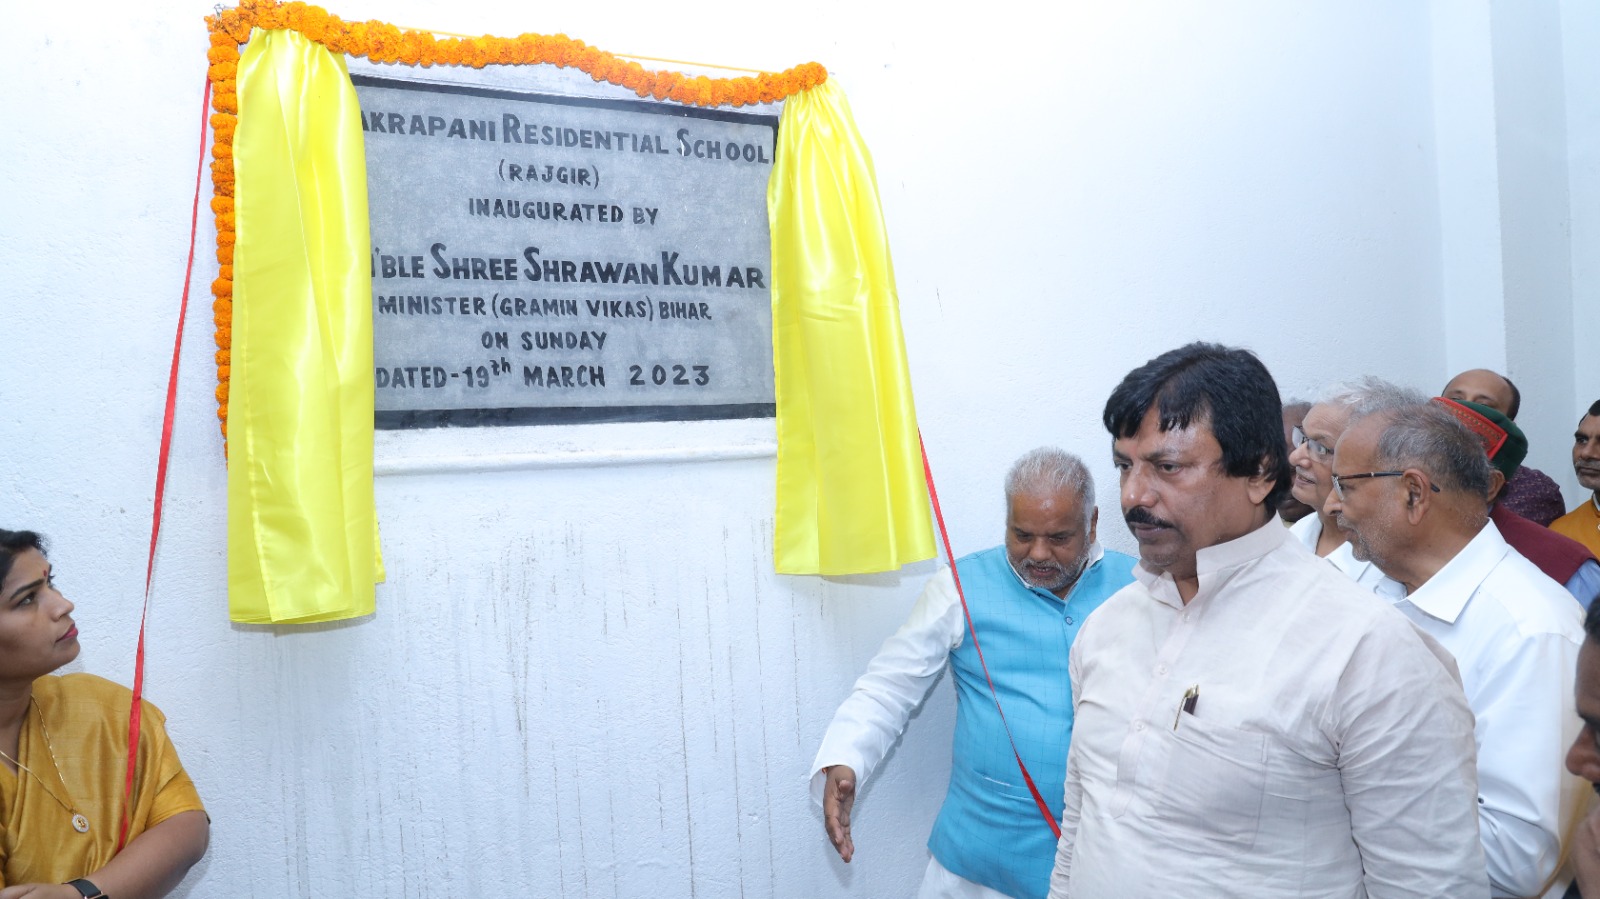 AKRAPANI RESIDENTIAL SCHOOL
(RAJGIR)
INAUGURATED BY
'BLE SHREE SHRAWAN KUMAR
MINISTER (GRAMIN VIKAS) BIHAR
ON SUNDAY
DATED-19th MARCH 2023